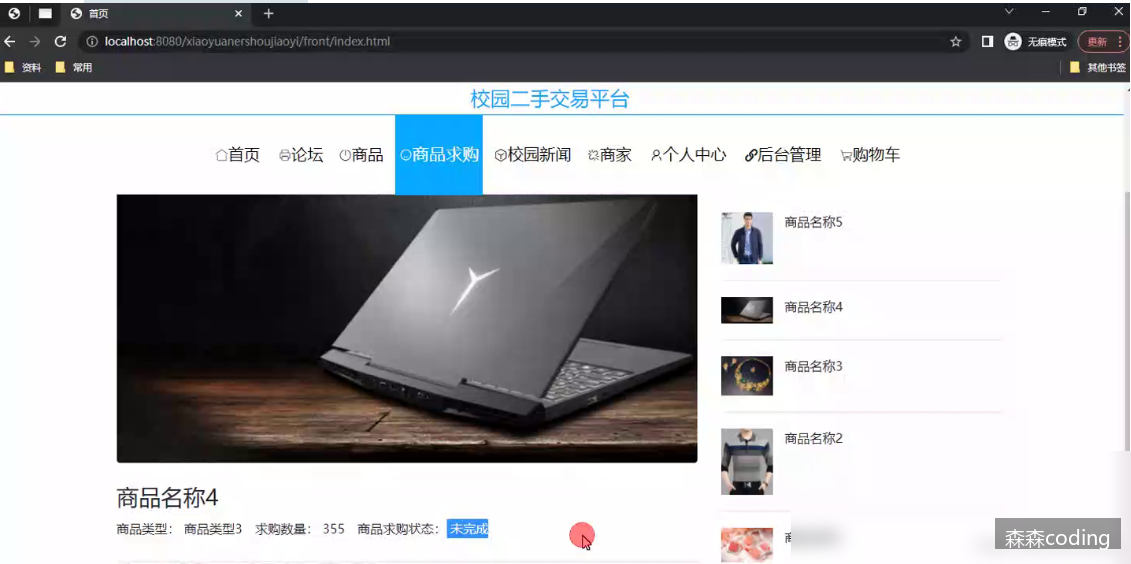 首页
localhost:8080/xiaoyuanershoujiaoyi/front/index.html
无痕模式
更新
资料 常用 其他书签
校园二手交易平台
首页 论坛 商品 商品求购 校园新闻 商家 个人中心 后台管理 购物车
商品名称5
商品名称4
商品名称3
商品名称2
商品名称4
商品类型： 商品类型3 求购数量： 355 商品求购状态： 未完成
森森coding